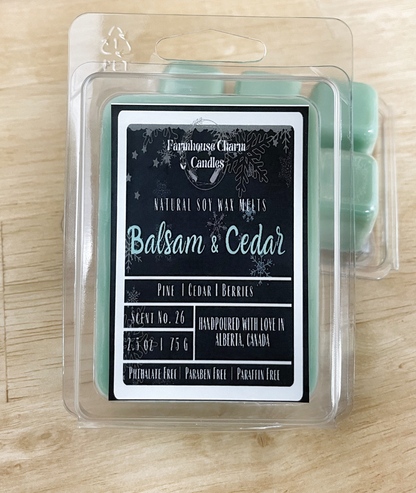 Farmhouse Charm
Candles
NATURAL SOY WAX MELTS
Balsam & Cedar
PINE | CEDAR | BERRIES
SCENT NO. 26
HANDPOURED WITH LOVE IN
ALBERTA, CANADA
2.5 OZ | 75 G
PHTHALATE FREE | PARABEN FREE | PARAFFIN FREE